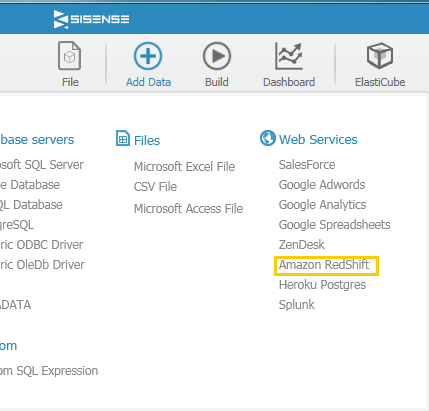 SISENSE
File
Add Data
Build
Dashboard
ElastiCube
base servers
soft SQL Server
e Database
QL Database
greSQL
ric ODBC Driver
ric OleDb Driver
ADATA
om
om SQL Expression
Files
Microsoft Excel File
CSV File
Microsoft Access File
Web Services
SalesForce
Google Adwords
Google Analytics
Google Spreadsheets
ZenDesk
Amazon RedShift
Heroku Postgres
Splunk